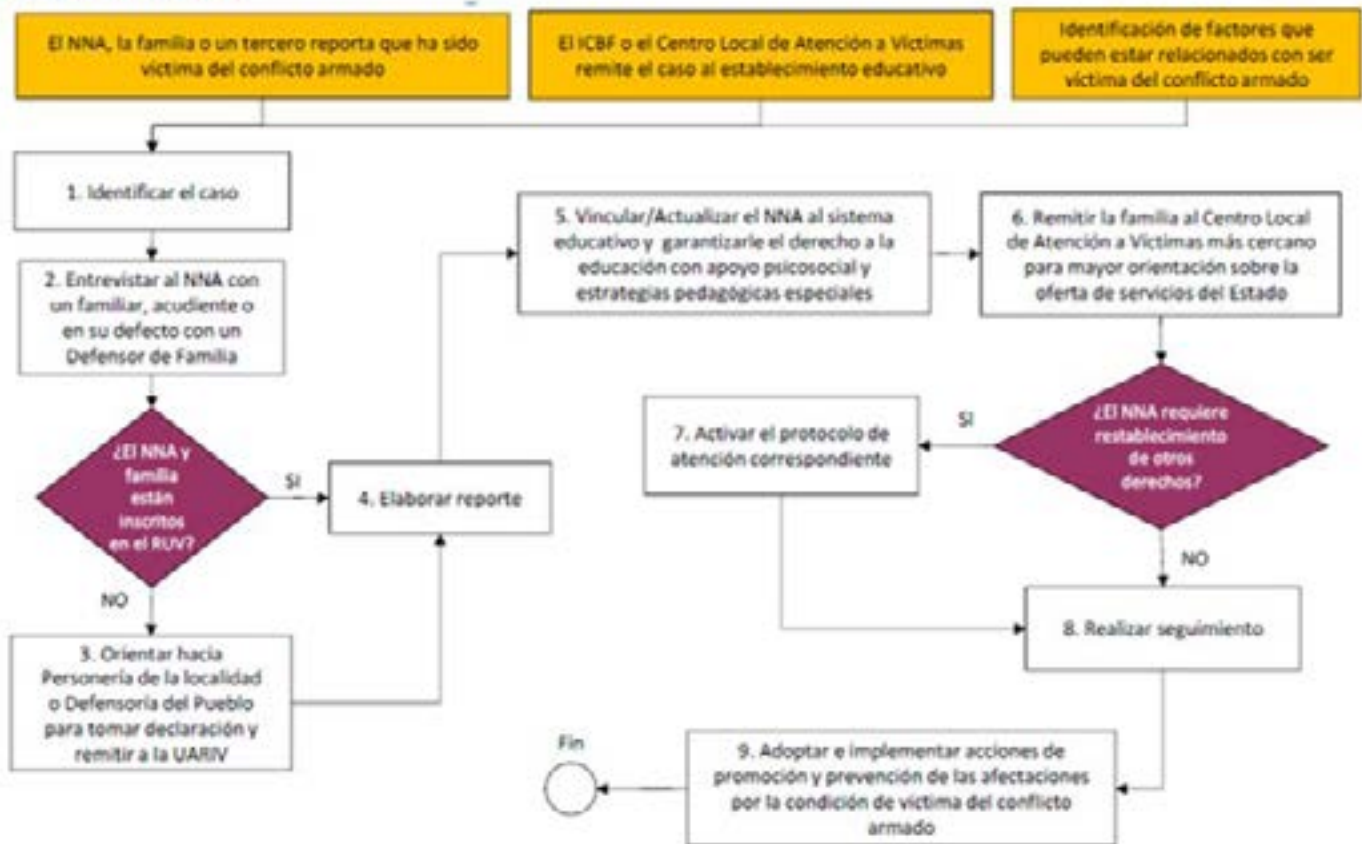 El NNA, la familia o un tercero reporta que ha sido
víctima del conflicto armado
El ICBF o el Centro Local de Atención a Víctimas
remite el caso al establecimiento educativo
Identificación de factores que
pueden estar relacionados con ser
víctima del conflicto armado
1. Identificar el caso
2. Entrevistar al NNA con
un familiar, acudiente o
en su defecto con un
Defensor de Familia
¿El NNA y
familia
están
inscritos
en el RUV?
SI
NO
3. Orientar hacia
Personería de la localidad
o Defensoría del Pueblo
para tomar declaración y
remitir a la UARIV
4. Elaborar reporte
5. Vincular/Actualizar el NNA al sistema
educativo y garantizarle el derecho a la
educación con apoyo psicosocial y
estrategias pedagógicas especiales
6. Remitir la familia al Centro Local
de Atención a Víctimas más cercano
para mayor orientación sobre la
oferta de servicios del Estado
¿El NNA requiere
restablecimiento
de otros
derechos?
SI
NO
7. Activar el protocolo de
atención correspondiente
8. Realizar seguimiento
9. Adoptar e implementar acciones de
promoción y prevención de las afectaciones
por la condición de víctima del conflicto
armado
Fin